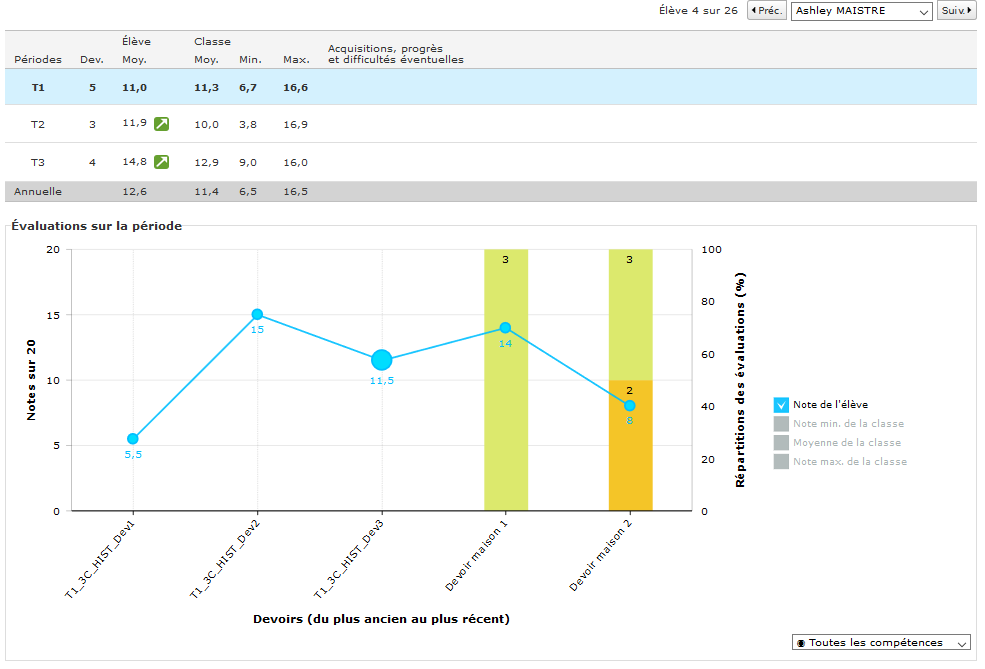 Élève 4 sur 26 Préc. Ashley MAISTRE Suiv.
Élève Classe Acquisitions, progrès
Périodes Dev. Moy. Moy. Min. Max. et difficultés éventuelles
T1 5 11,0 11,3 6,7 16,6
T2 3 11,9 10,0 3,8 16,9
T3 4 14,8 12,9 9,0 16,0
Annuelle 12,6 11,4 6,5 16,5
Évaluations sur la période
20
15
10
5
0
Notes sur 20
3
3
2
5,5
15
11,5
14
8
100
80
60
40
20
0
Répartitions des évaluations (%)
Note de l'élève
Note min. de la classe
Moyenne de la classe
Note max. de la classe
T1_3C_HIST_Dev1
T1_3C_HIST_Dev2
T1_3C_HIST_Dev3
Devoir maison 1
Devoir maison 2
Devoirs (du plus ancien au plus récent)
Toutes les compétences